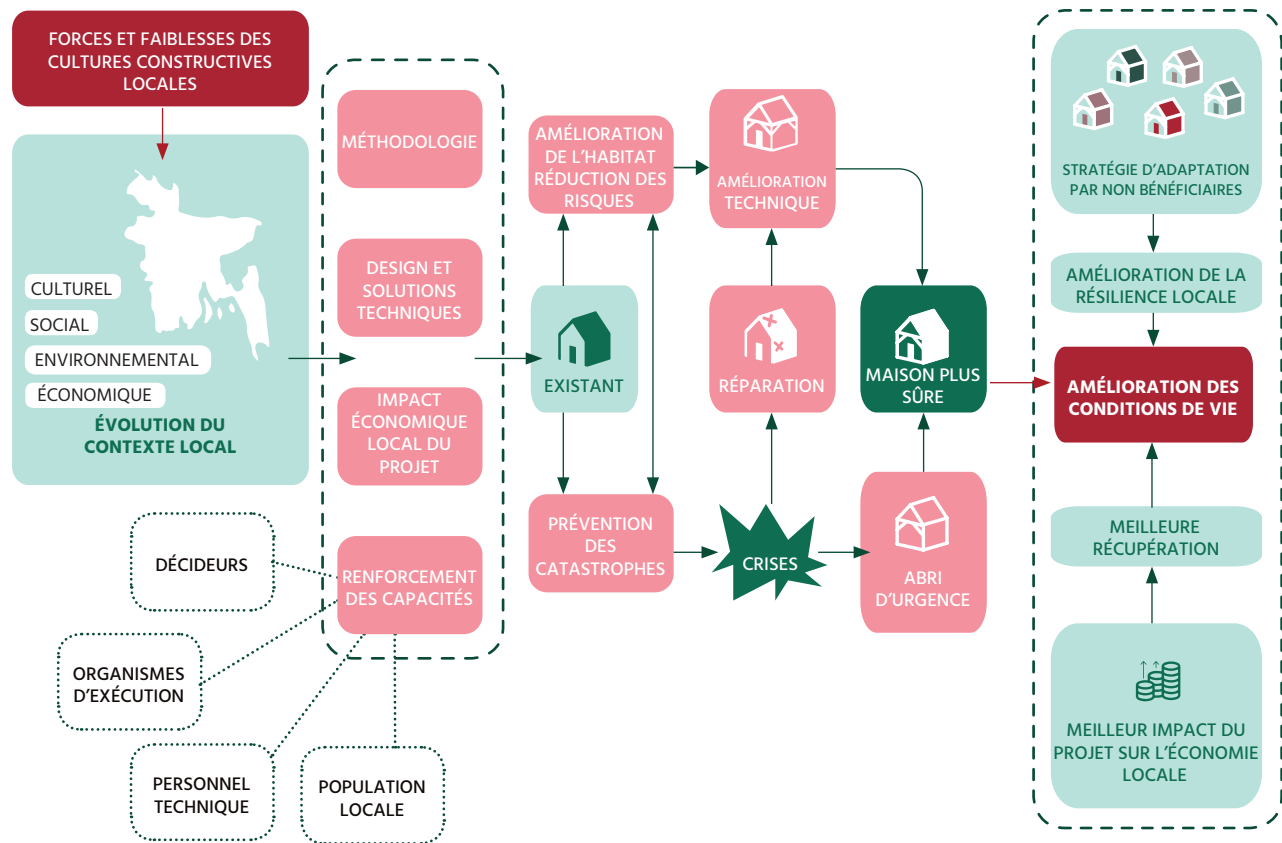 FORCES ET FAIBLESSES DES
CULTURES CONSTRUCTIVES
LOCALES
CULTUREL
SOCIAL
ENVIRONNEMENTAL
ÉCONOMIQUE
ÉVOLUTION DU
CONTEXTE LOCAL
MÉTHODOLOGIE
DESIGN ET
SOLUTIONS
TECHNIQUES
IMPACT
ÉCONOMIQUE
LOCAL DU
PROJET
RENFORCEMENT
DES CAPACITÉS
DÉCIDEURS
ORGANISMES
D'EXÉCUTION
PERSONNEL
TECHNIQUE
POPULATION
LOCALE
AMÉLIORATION
DE L'HABITAT
RÉDUCTION DES
RISQUES
EXISTANT
PRÉVENTION
DES
CATASTROPHES
AMÉLIORATION
TECHNIQUE
RÉPARATION
CRISES
MAISON PLUS
SÛRE
ABRI
D'URGENCE
STRATÉGIE D'ADAPTATION
PAR NON BÉNÉFICIAIRES
AMÉLIORATION DE LA
RÉSILIENCE LOCALE
AMÉLIORATION DES
CONDITIONS DE VIE
MEILLEURE
RÉCUPÉRATION
MEILLEUR IMPACT DU
PROJET SUR L'ÉCONOMIE
LOCALE